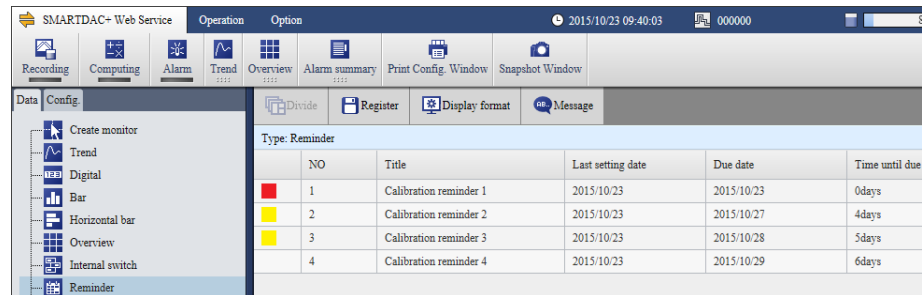 SMARTDAC+ Web Service Operation Option 2015/10/23 09:40:03 000000
Recording Computing Alarm Trend Overview Alarm summary Print Config. Window Snapshot Window
Data Config.
Divide Register Display format Message
Create monitor
Trend
Digital
Bar
Horizontal bar
Overview
Internal switch
Reminder
Type: Reminder
NO Title Last setting date Due date Time until due
1 Calibration reminder 1 2015/10/23 2015/10/23 0days
2 Calibration reminder 2 2015/10/23 2015/10/27 4days
3 Calibration reminder 3 2015/10/23 2015/10/28 5days
4 Calibration reminder 4 2015/10/23 2015/10/29 6days